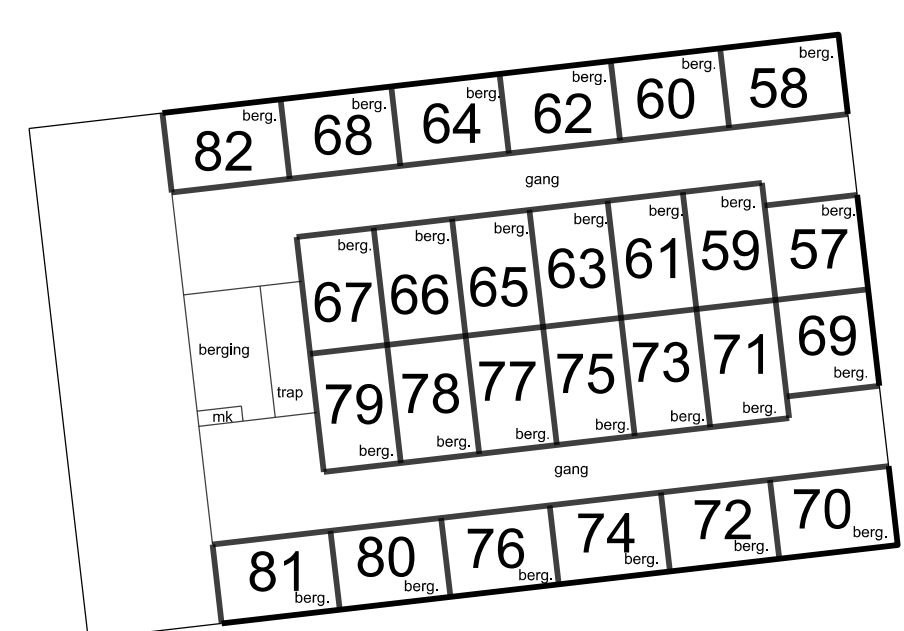 berg. berg. berg. berg. berg. berg.
82 68 64 62 60 58
gang
berg. berg. berg. berg. berg. berg. berg.
67 66 65 63 61 59 57
berging
trap
mk
79 78 77 75 73 71 69
berg. berg. berg. berg. berg. berg. berg.
gang
81 80 76 74 72 70
berg. berg. berg. berg. berg. berg.